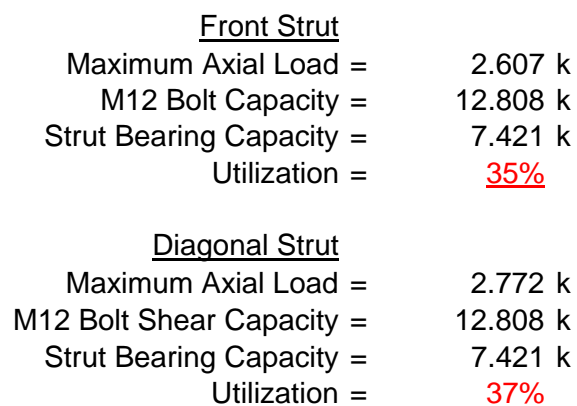 Front Strut
Maximum Axial Load = 2.607 k
M12 Bolt Capacity = 12.808 k
Strut Bearing Capacity = 7.421 k
Utilization = 35%
Diagonal Strut
Maximum Axial Load = 2.772 k
M12 Bolt Shear Capacity = 12.808 k
Strut Bearing Capacity = 7.421 k
Utilization = 37%